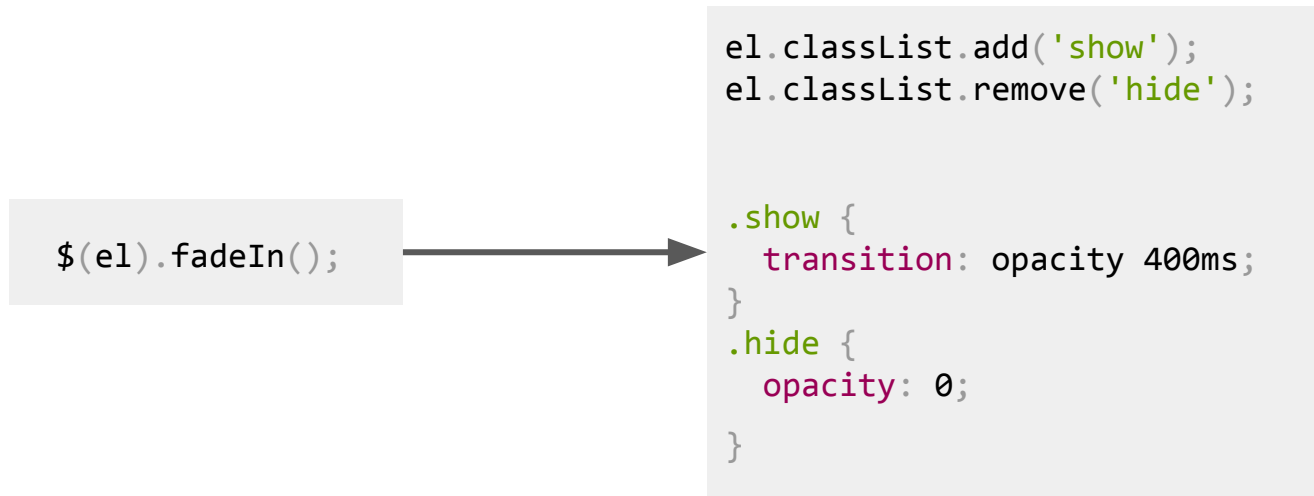 $(el).fadeIn();
el.classList.add('show');
el.classList.remove('hide');
.show {
  transition: opacity 400ms;
}
.hide {
  opacity: 0;
}